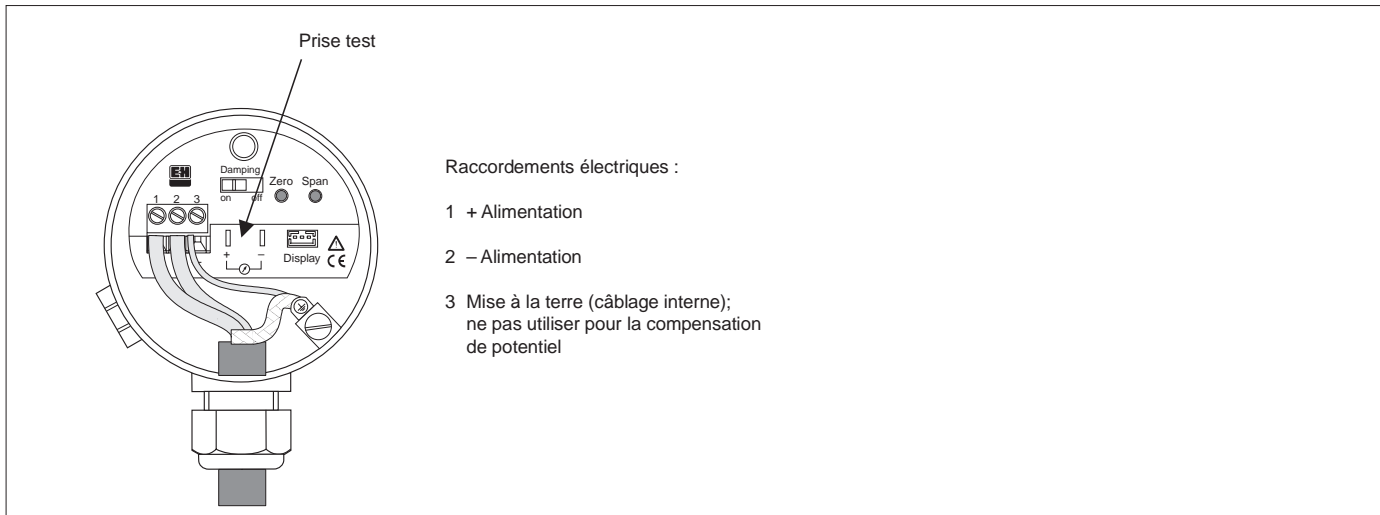 Prise test
E+H
Damping
on off
Zero Span
1 2 3
+ –
Display
CE
Raccordements électriques :
1 + Alimentation
2 – Alimentation
3 Mise à la terre (câblage interne);
ne pas utiliser pour la compensation
de potentiel